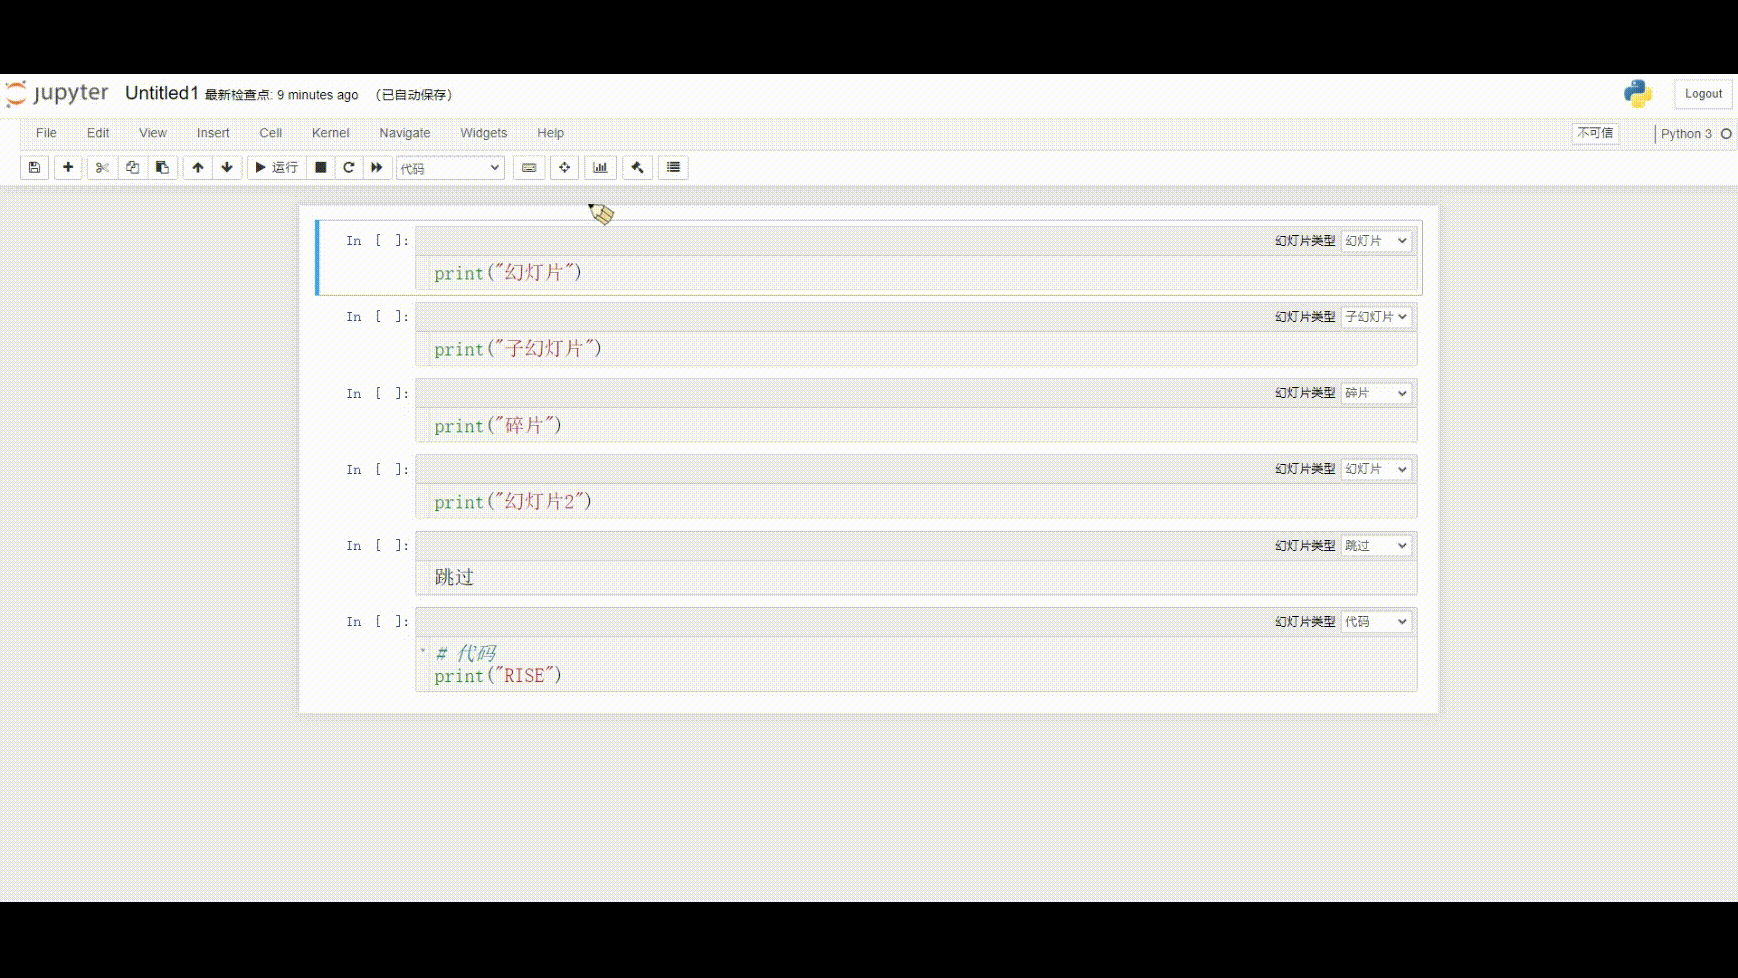 jupyter Untitled1 最新检查点: 9 minutes ago (已自动保存) Logout
File Edit View Insert Cell Kernel Navigate Widgets Help 不可信 Python 3
运行 代码
In [ ]: 幻灯片类型 幻灯片
print("幻灯片")
In [ ]: 幻灯片类型 子幻灯片
print("子幻灯片")
In [ ]: 幻灯片类型 碎片
print("碎片")
In [ ]: 幻灯片类型 幻灯片
print("幻灯片2")
In [ ]: 幻灯片类型 跳过
跳过
In [ ]: 幻灯片类型 代码
# 代码
print("RISE")